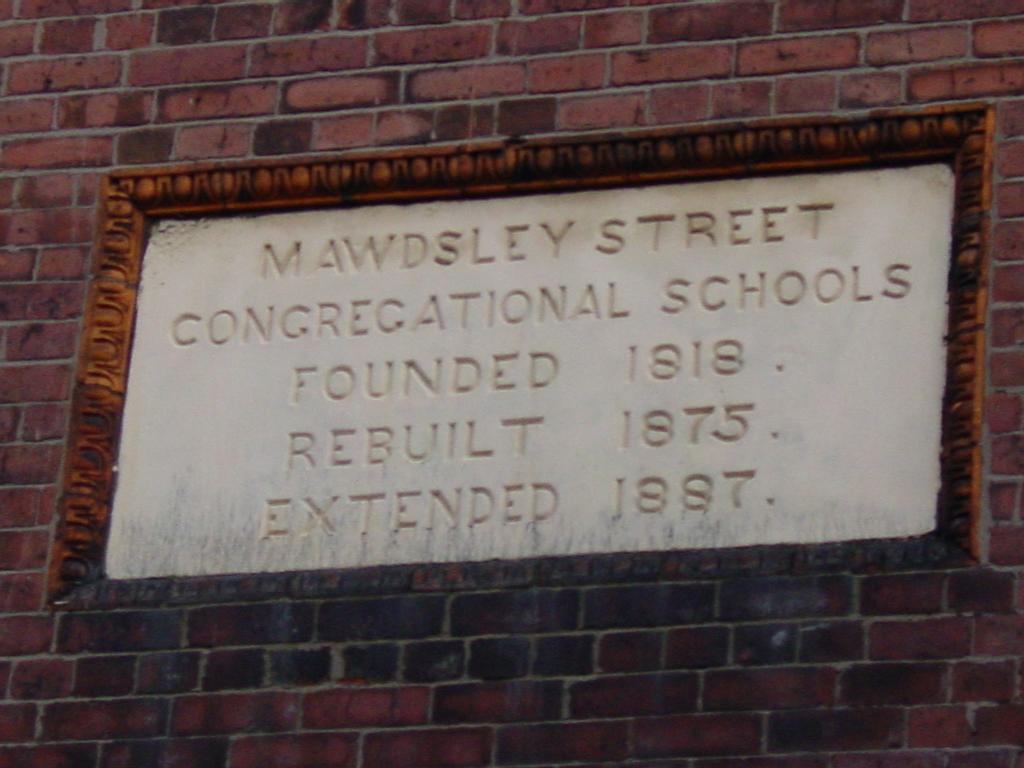 MAWDSLEY STREET
CONGREGATIONAL SCHOOLS
FOUNDED 1818.
REBUILT 1875.
EXTENDED 1887.